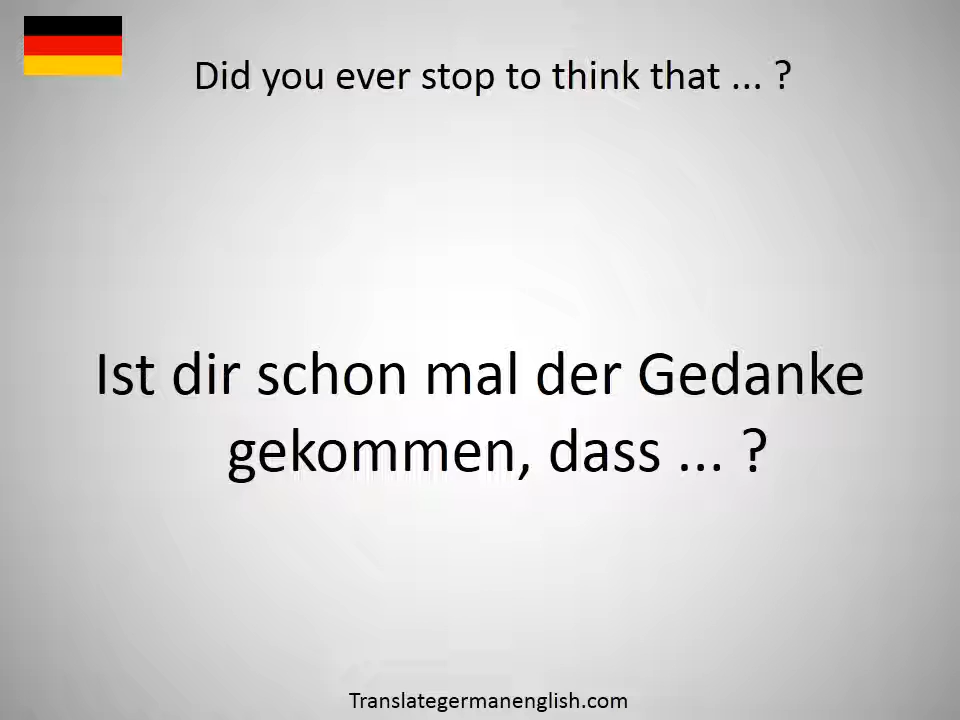 Did you ever stop to think that ... ?
Ist dir schon mal der Gedanke
gekommen, dass ... ?
Translategermanenglish.com